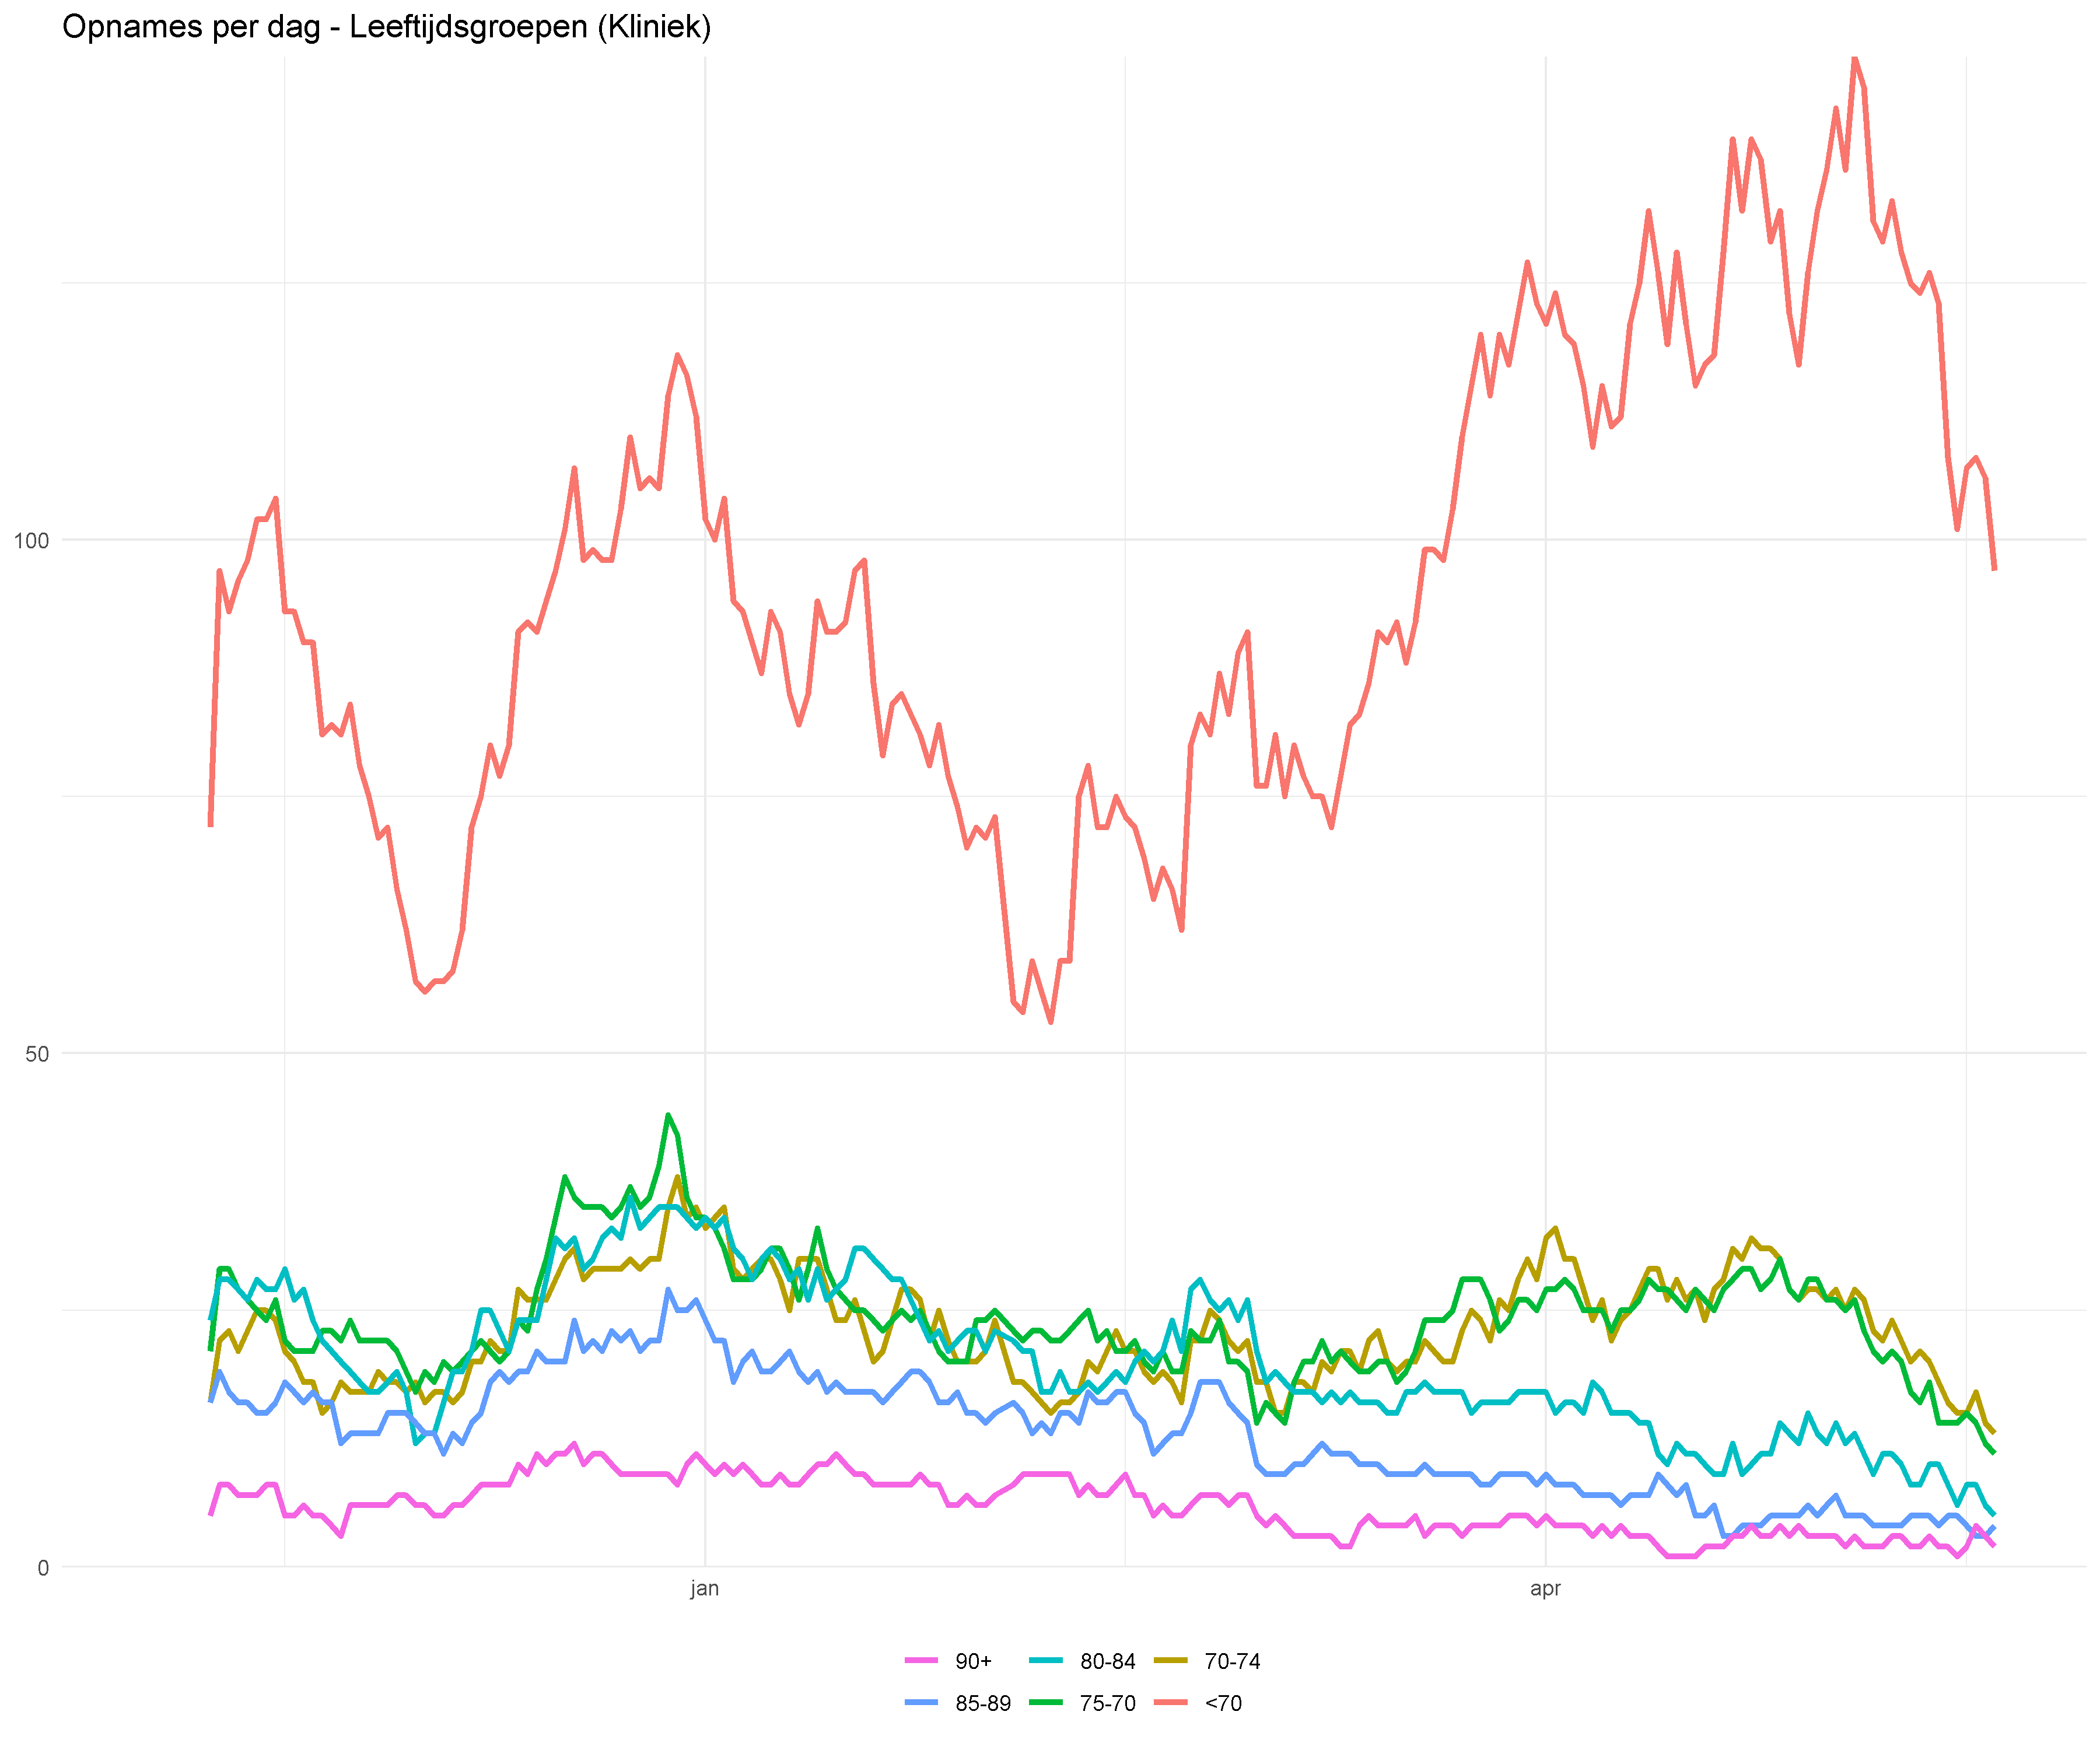 Opnames per dag - Leeftijdsgroepen (Kliniek)
100
50
0
jan apr
90+ 80-84 70-74
85-89 75-70 <70